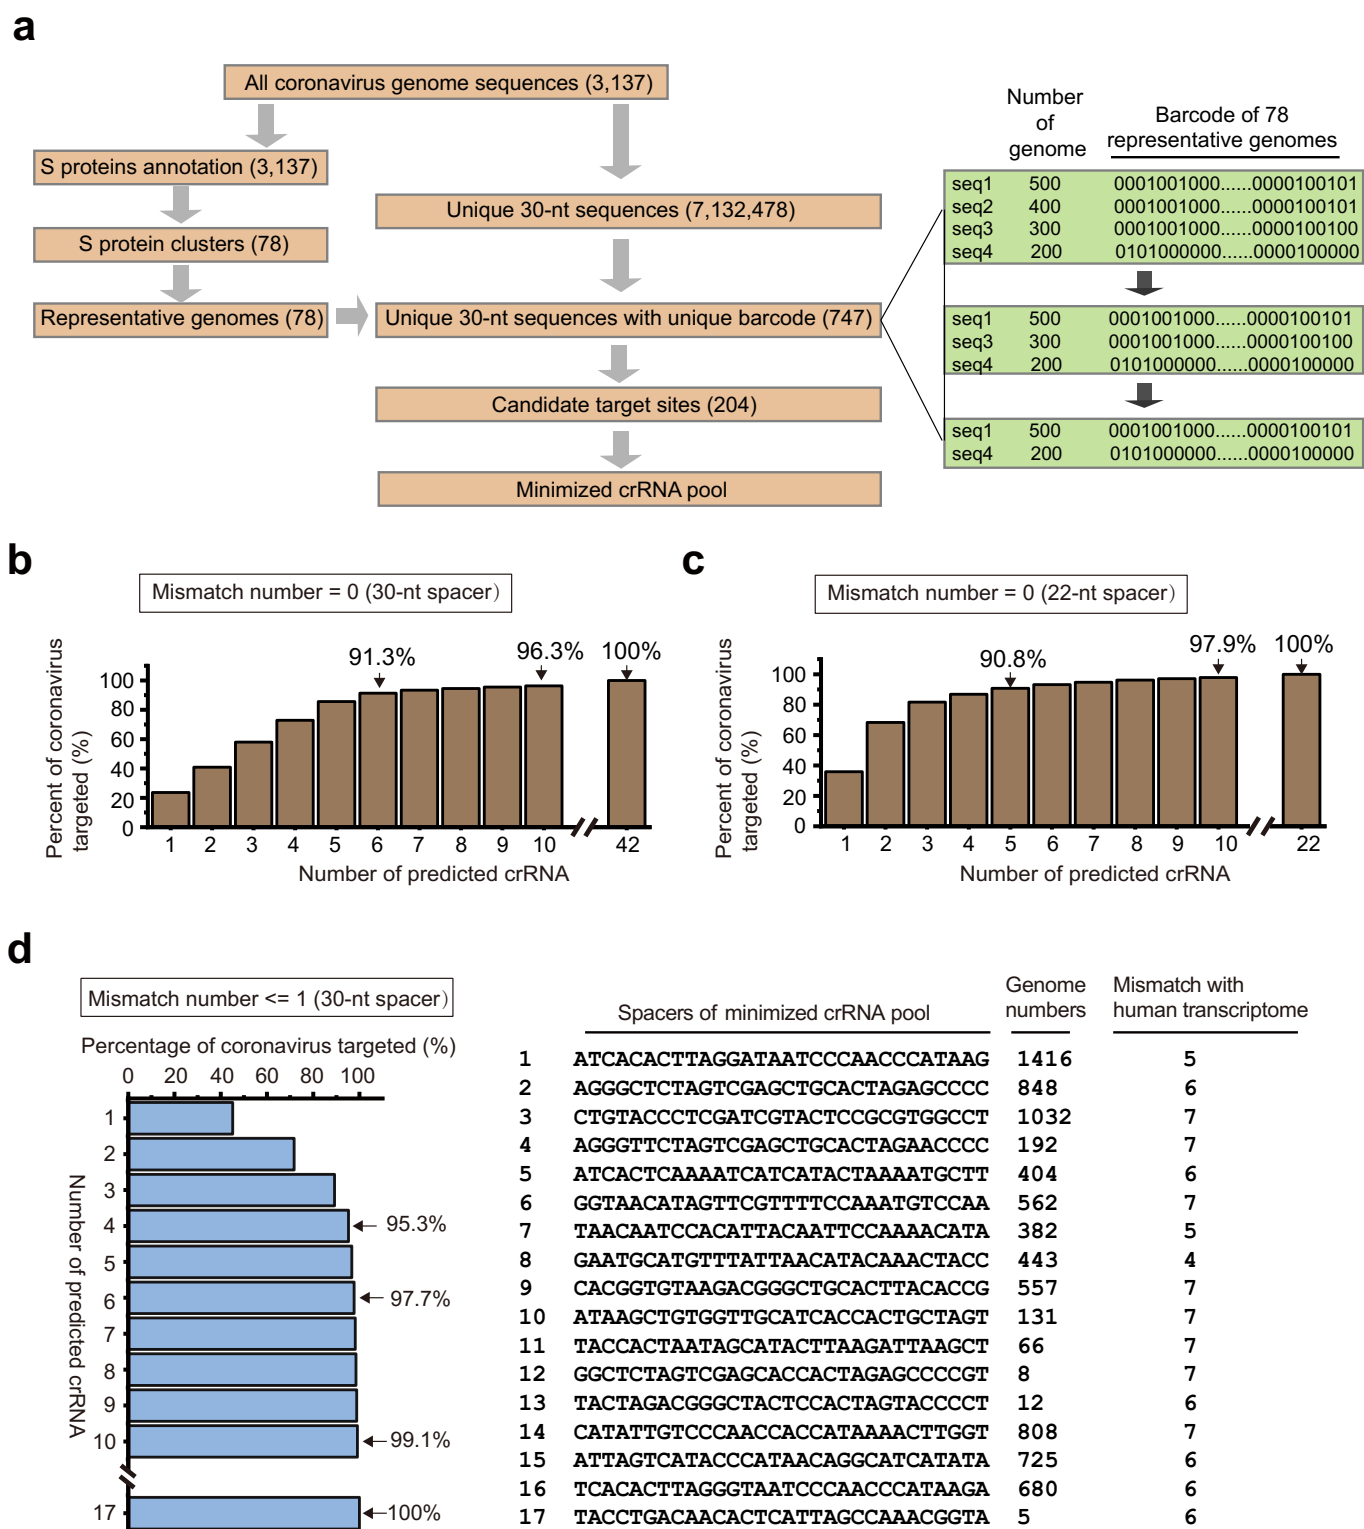 a
All coronavirus genome sequences (3,137)
S proteins annotation (3,137)
S protein clusters (78)
Representative genomes (78)
Unique 30-nt sequences (7,132,478)
Unique 30-nt sequences with unique barcode (747)
Candidate target sites (204)
Minimized crRNA pool
Number
of
genome
Barcode of 78
representative genomes
seq1 500 0001001000......0000100101
seq2 400 0001001000......0000100101
seq3 300 0001001000......0000100100
seq4 200 0101000000......0000100000
seq1 500 0001001000......0000100101
seq3 300 0001001000......0000100100
seq4 200 0101000000......0000100000
seq1 500 0001001000......0000100101
seq4 200 0101000000......0000100000
b
Mismatch number = 0 (30-nt spacer)
Percent of coronavirus
targeted (%)
100
80
60
40
20
0
91.3%
96.3%
100%
1 2 3 4 5 6 7 8 9 10 42
Number of predicted crRNA
c
Mismatch number = 0 (22-nt spacer)
Percent of coronavirus
targeted (%)
100
80
60
40
20
0
90.8%
97.9%
100%
1 2 3 4 5 6 7 8 9 10 22
Number of predicted crRNA
d
Mismatch number <= 1 (30-nt spacer)
Percentage of coronavirus targeted (%)
0 20 40 60 80 100
Number of predicted crRNA
1
2
3
4
5
6
7
8
9
10
17
95.3%
97.7%
99.1%
100%
Spacers of minimized crRNA pool
Genome
numbers
Mismatch with
human transcriptome
1 ATCACACTTAGGATAATCCCAACCCATAAG 1416 5
2 AGGGCTCTAGTCGAGCTGCACTAGAGCCCC 848 6
3 CTGTACCCTCGATCGTACTCCGCGTGGCCT 1032 7
4 AGGGTTCTAGTCGAGCTGCACTAGAACCCC 192 7
5 ATCACTCAAAATCATCATACTAAAATGCTT 404 6
6 GGTAACATAGTTCGTTTTCCAAATGTCCAA 562 7
7 TAACAATCCACATTACAATTCCAAAACATA 382 5
8 GAATGCATGTTTATTAACATACAAACTACC 443 4
9 CACGGTGTAAGACGGGCTGCACTTACACCG 557 7
10 ATAAGCTGTGGTTGCATCACCACTGCTAGT 131 7
11 TACCACTAATAGCATACTTAAGATTAAGCT 66 7
12 GGCTCTAGTCGAGCACCACTAGAGCCCCGT 8 7
13 TACTAGACGGGCTACTCCACTAGTACCCCT 12 6
14 CATATTGTCCCAACCACCATAAAACTTGGT 808 7
15 ATTAGTCATACCCATAACAGGCATCATATA 725 6
16 TCACACTTAGGGTAATCCCAACCCATAAGA 680 6
17 TACCTGACAACACTCATTAGCCAAACGGTA 5 6